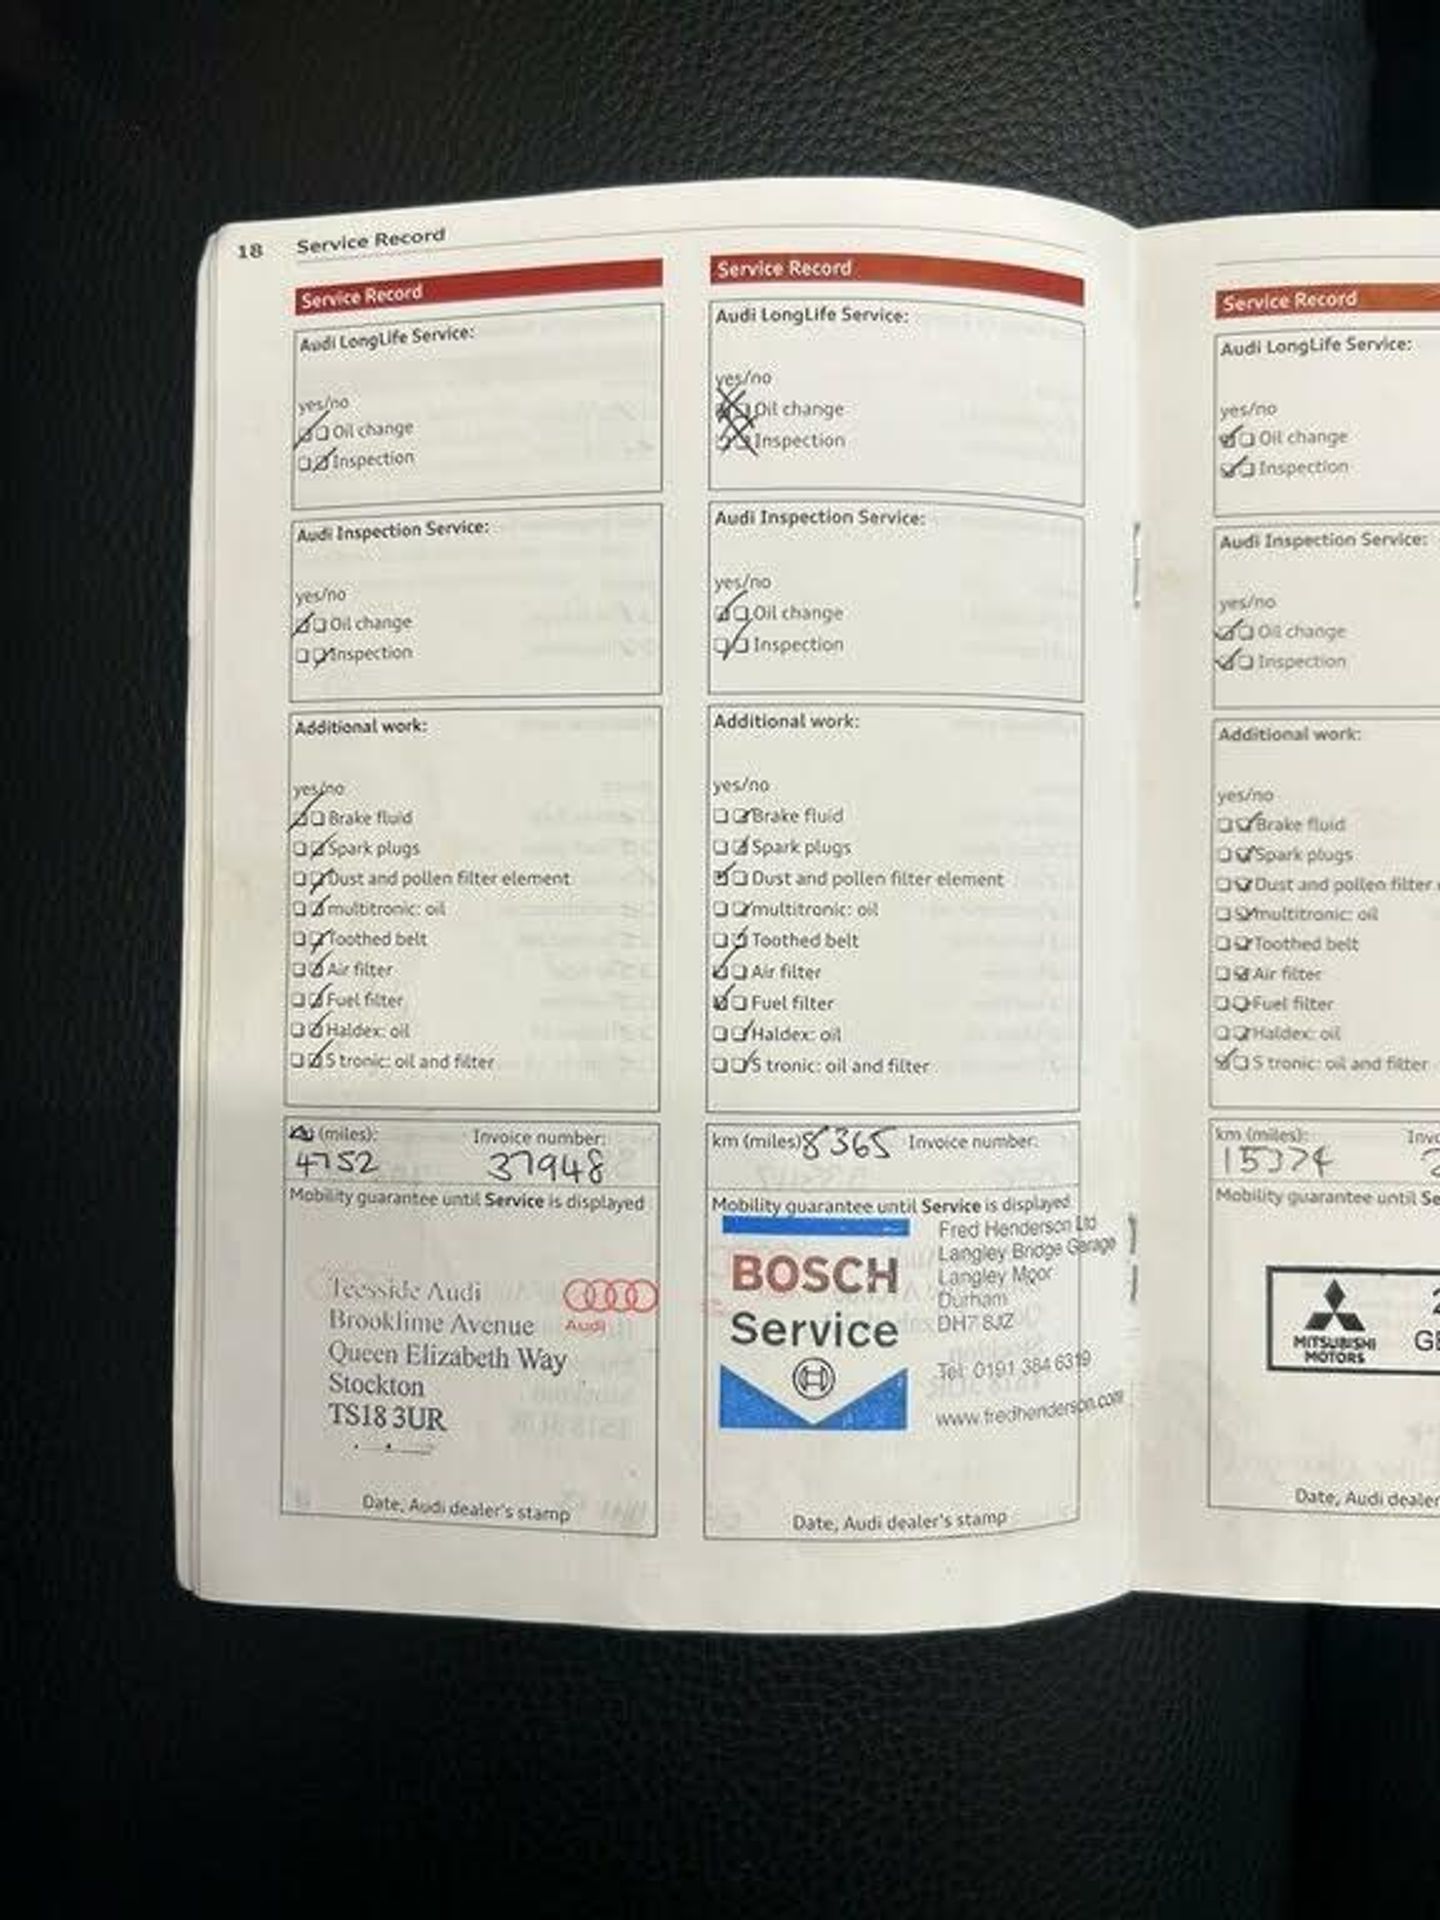 18 Service Record
Service Record
Audi LongLife Service:
yes/no
Oil change
Inspection
Audi Inspection Service:
yes/no
Oil change
Inspection
Additional work:
yes/no
Brake fluid
Spark plugs
Dust and pollen filter element
multitronic: oil
Toothed belt
Air filter
Fuel filter
Haldex: oil
S tronic: oil and filter
(miles): Invoice number:
4752 37948
Mobility guarantee until Service is displayed
Teesside Audi
Brooklime Avenue Audi
Queen Elizabeth Way
Stockton
TS18 3UR
Date, Audi dealer's stamp
Service Record
Audi LongLife Service:
yes/no
Oil change
Inspection
Audi Inspection Service:
yes/no
Oil change
Inspection
Additional work:
yes/no
Brake fluid
Spark plugs
Dust and pollen filter element
multitronic: oil
Toothed belt
Air filter
Fuel filter
Haldex: oil
S tronic: oil and filter
km (miles) 8365 Invoice number:
Mobility guarantee until Service is displayed
BOSCH
Service
Fred Henderson Ltd
Langley Bridge Garage
Langley Moor
Durham
DH7 8JZ
Tel: 0191 384 6319
www.fredhenderson.com
Date, Audi dealer's stamp
Service Record
Audi LongLife Service:
yes/no
Oil change
Inspection
Audi Inspection Service:
yes/no
Oil change
Inspection
Additional work:
yes/no
Brake fluid
Spark plugs
Dust and pollen filter
multitronic: oil
Toothed belt
Air filter
Fuel filter
Haldex: oil
S tronic: oil and filter
km (miles):
Mobility guarantee until
MITSUBISHI
MOTORS
Date, Audi